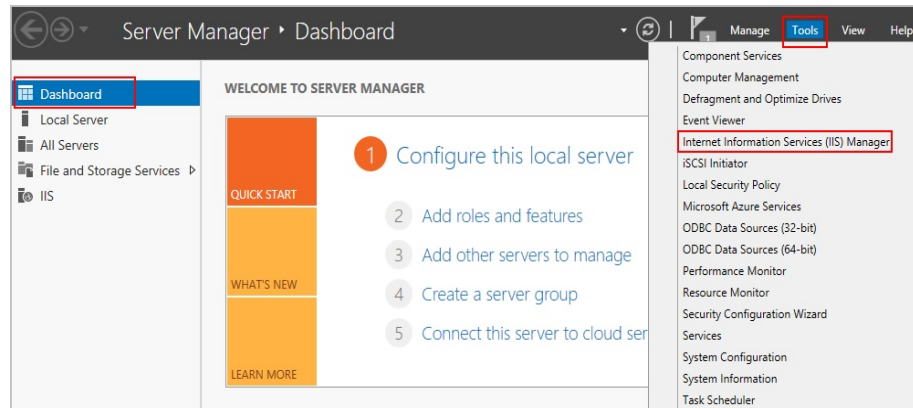 Server Manager ▸ Dashboard
1
Manage
Tools
View
Help
Dashboard
Local Server
All Servers
File and Storage Services
IIS
WELCOME TO SERVER MANAGER
QUICK START
WHAT'S NEW
LEARN MORE
1 Configure this local server
2 Add roles and features
3 Add other servers to manage
4 Create a server group
5 Connect this server to cloud ser
Component Services
Computer Management
Defragment and Optimize Drives
Event Viewer
Internet Information Services (IIS) Manager
iSCSI Initiator
Local Security Policy
Microsoft Azure Services
ODBC Data Sources (32-bit)
ODBC Data Sources (64-bit)
Performance Monitor
Resource Monitor
Security Configuration Wizard
Services
System Configuration
System Information
Task Scheduler